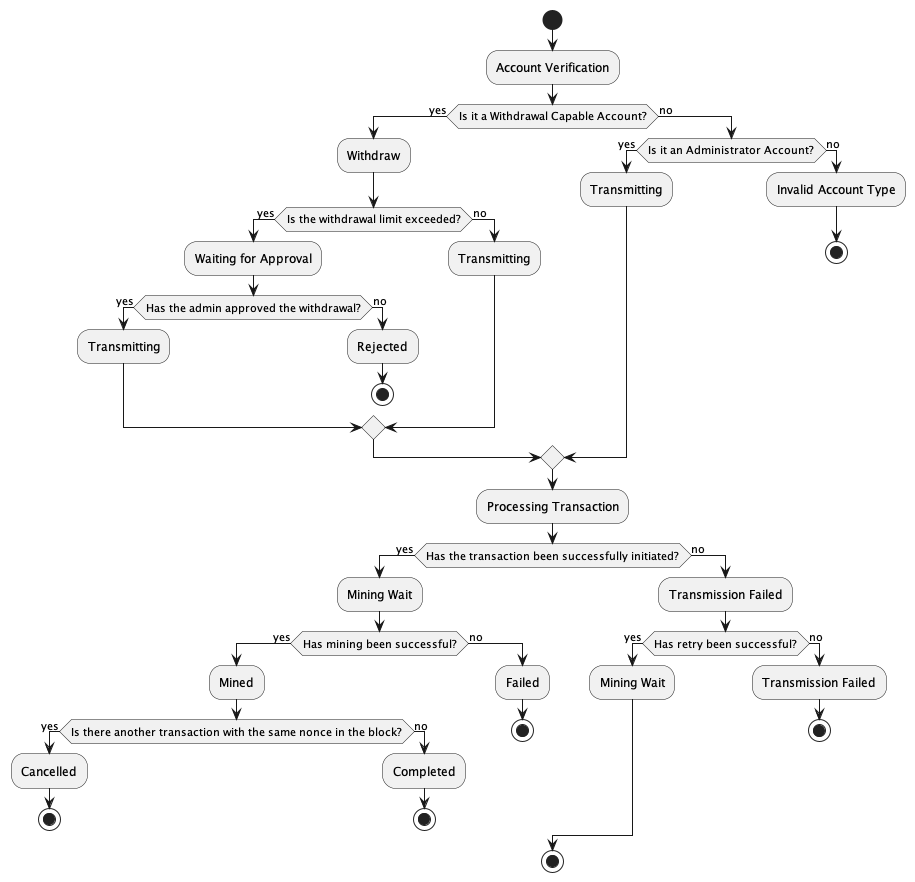 Account Verification
yes
Is it a Withdrawal Capable Account?
no
Withdraw
yes
Is it an Administrator Account?
no
Transmitting
Invalid Account Type
yes
Is the withdrawal limit exceeded?
no
Waiting for Approval
Transmitting
yes
Has the admin approved the withdrawal?
no
Transmitting
Rejected
Processing Transaction
yes
Has the transaction been successfully initiated?
no
Mining Wait
Transmission Failed
yes
Has mining been successful?
no
yes
Has retry been successful?
no
Mined
Failed
Mining Wait
Transmission Failed
yes
Is there another transaction with the same nonce in the block?
no
Cancelled
Completed